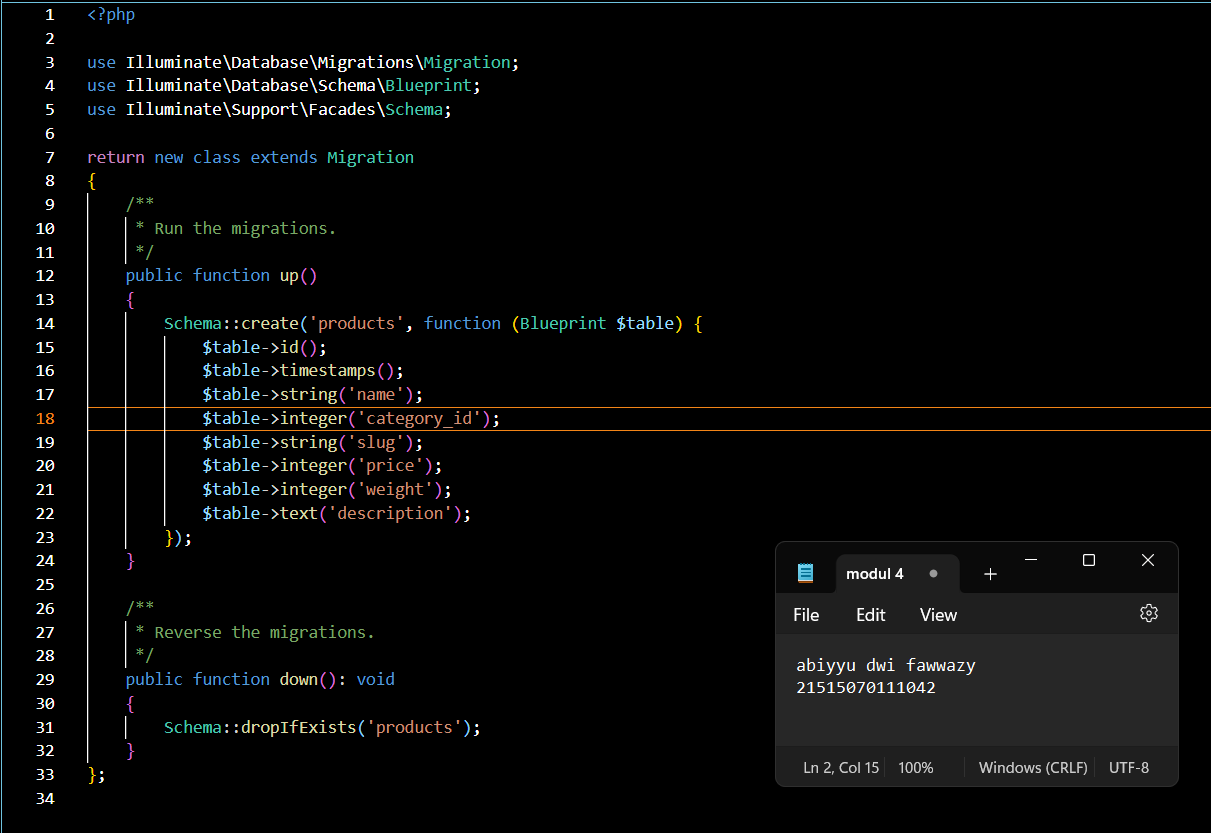 1 <?php
2
3 use Illuminate\Database\Migrations\Migration;
4 use Illuminate\Database\Schema\Blueprint;
5 use Illuminate\Support\Facades\Schema;
6
7 return new class extends Migration
8 {
9     /**
10      * Run the migrations.
11      */
12     public function up()
13     {
14         Schema::create('products', function (Blueprint $table) {
15             $table->id();
16             $table->timestamps();
17             $table->string('name');
18             $table->integer('category_id');
19             $table->string('slug');
20             $table->integer('price');
21             $table->integer('weight');
22             $table->text('description');
23         });
24     }
25
26     /**
27      * Reverse the migrations.
28      */
29     public function down(): void
30     {
31         Schema::dropIfExists('products');
32     }
33 };
34
modul 4
File Edit View
abiyyu dwi fawwazy
21515070111042
Ln 2, Col 15 100% Windows (CRLF) UTF-8